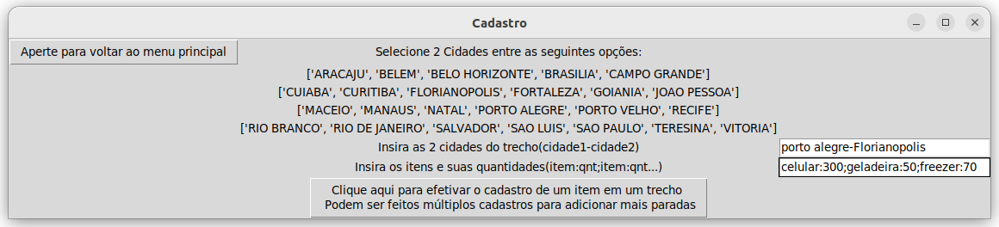 Cadastro
Aperte para voltar ao menu principal
Selecione 2 Cidades entre as seguintes opções:
['ARACAJU', 'BELEM', 'BELO HORIZONTE', 'BRASILIA', 'CAMPO GRANDE']
['CUIABA', 'CURITIBA', 'FLORIANOPOLIS', 'FORTALEZA', 'GOIANIA', 'JOAO PESSOA']
['MACEIO', 'MANAUS', 'NATAL', 'PORTO ALEGRE', 'PORTO VELHO', 'RECIFE']
['RIO BRANCO', 'RIO DE JANEIRO', 'SALVADOR', 'SAO LUIS', 'SAO PAULO', 'TERESINA', 'VITORIA']
Insira as 2 cidades do trecho(cidade1-cidade2)
porto alegre-Florianopolis
Insira os itens e suas quantidades(item:qnt;item:qnt...)
celular:300;geladeira:50;freezer:70
Clique aqui para efetivar o cadastro de um item em um trecho
Podem ser feitos múltiplos cadastros para adicionar mais paradas